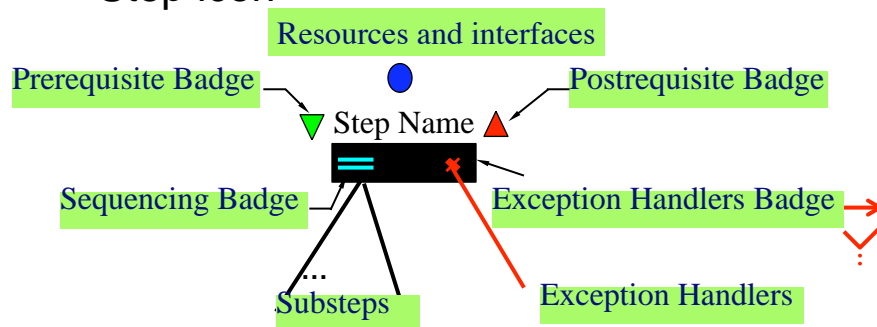 Resources and interfaces
Prerequisite Badge
Postrequisite Badge
Step Name
Sequencing Badge
Exception Handlers Badge
...
Substeps
Exception Handlers